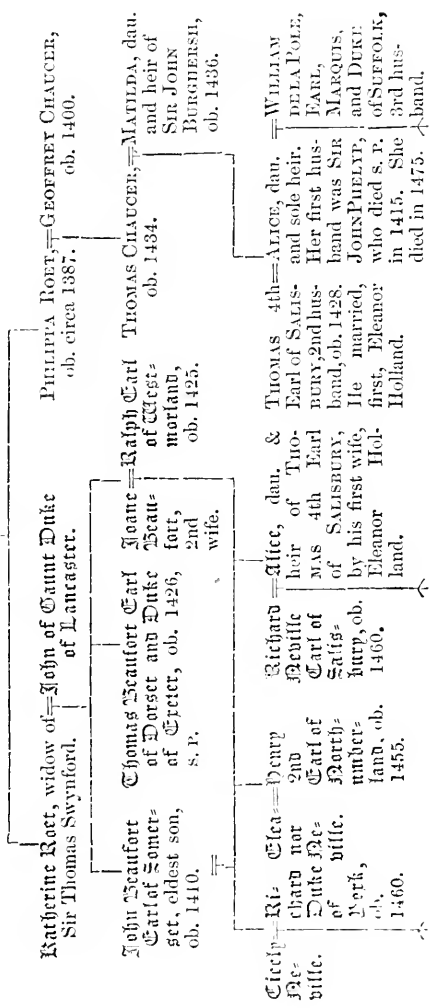 Katherine Roet, widow of=John of Gaunt Duke
Sir Thomas Swynford. of Lancaster.
PHILIPPA ROET,=GEOFFREY CHAUCER,
ob. circa 1387. ob. 1400.
John Beaufort
Earl of Somer=
set, eldest son,
ob. 1410.
Thomas Beaufort Earl
of Dorset and Duke
of Exeter, ob. 1426,
s. p.
Joane
Beau=
fort,
2nd
wife.
=Ralph Earl
of West=
morland,
ob. 1425.
THOMAS CHAUCER,
ob. 1434.
=MATILDA, dau.
and heir of
SIR JOHN
BURGHERSH,
ob. 1436.
Cicely
Ne=
ville.
=Ri=
chard
Duke
of
York,
ob.
1460.
Elea=
nor
Ne=
ville.
=Henry
2nd
Earl of
North=
umber=
land, ob.
1455.
Richard
Neville
Earl of
Salis=
bury, ob.
1460.
=Alice, dau. &
heir of THO-
MAS 4th Earl
of SALISBURY,
by his first wife,
Eleanor Hol-
land.
THOMAS 4th
Earl of SALIS-
BURY, 2nd hus-
band, ob. 1428.
He married,
first, Eleanor
Holland.
=ALICE, dau.
and sole heir.
Her first hus-
band was SIR
JOHN PHELYP,
who died s. p.
in 1415. She
died in 1475.
=WILLIAM
DE LA POLE,
EARL,
MARQUIS,
and DUKE
of SUFFOLK,
3rd hus-
band.